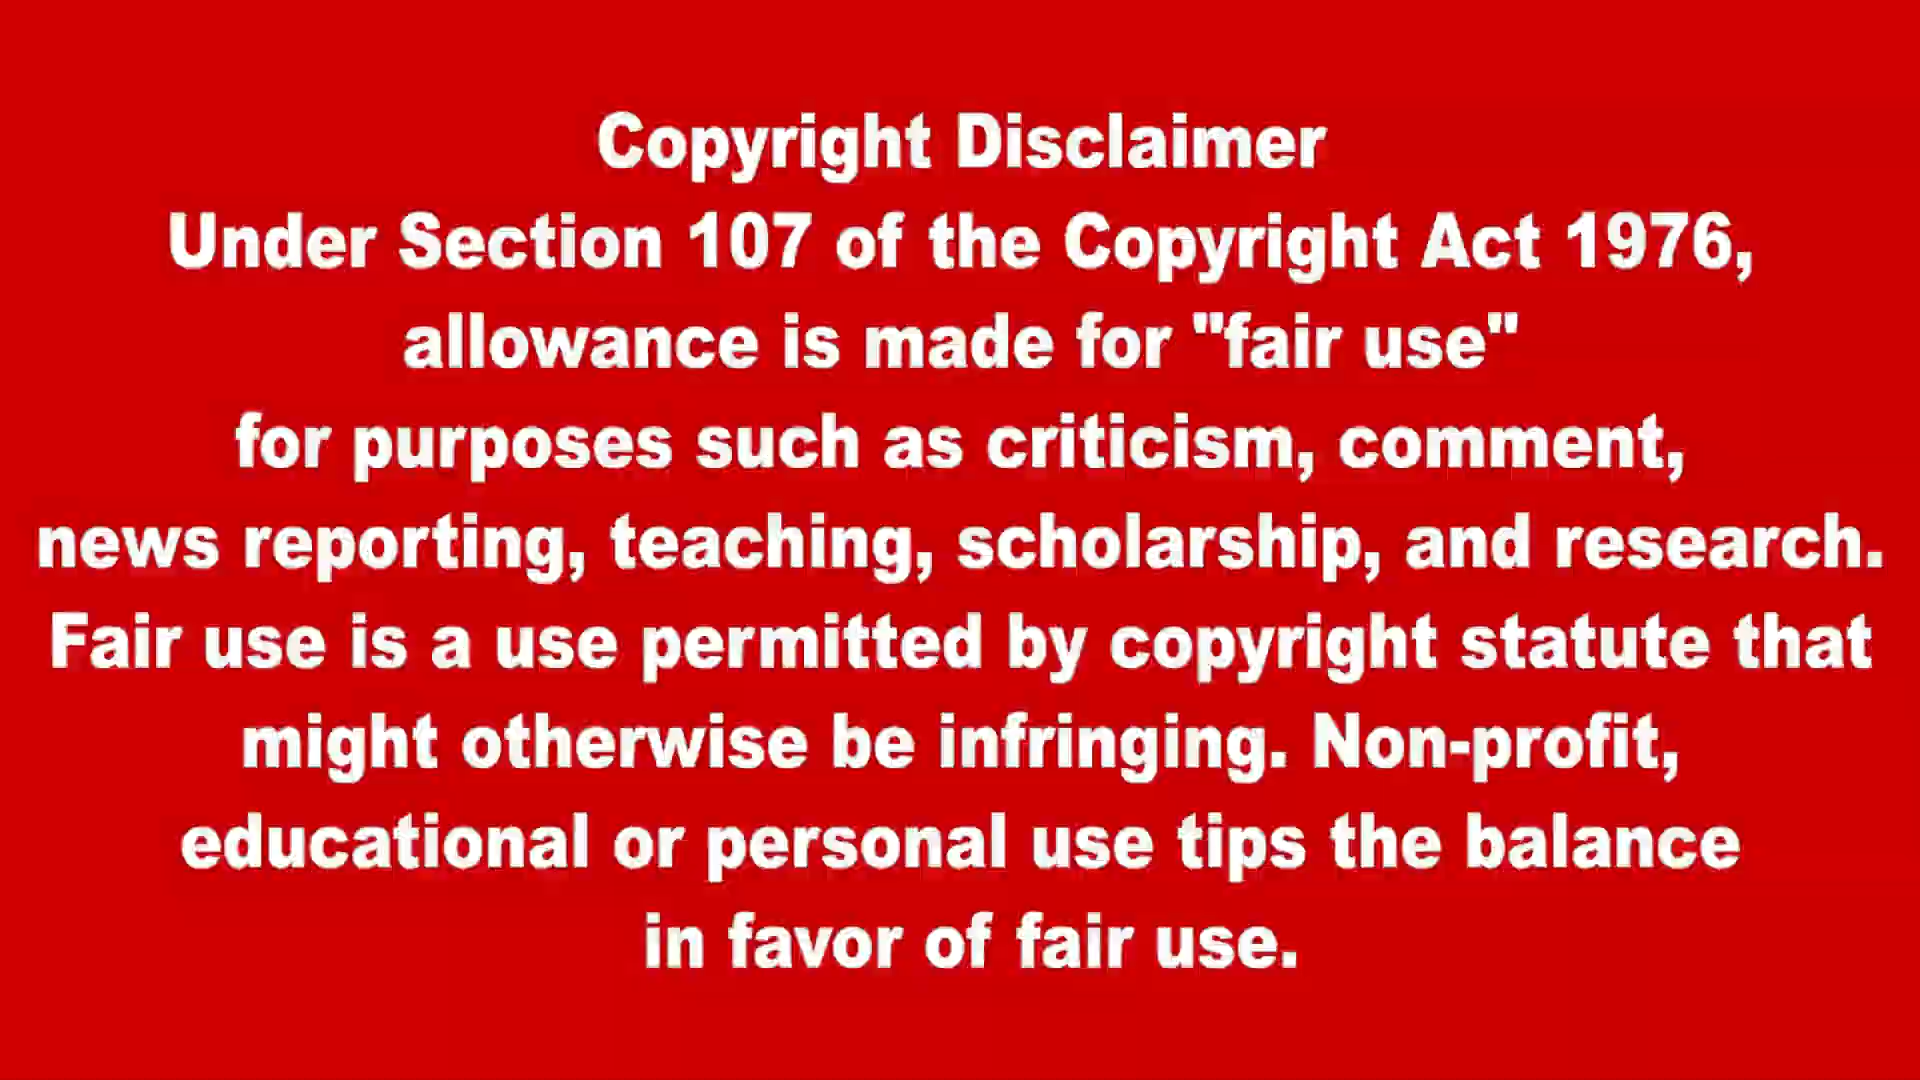 Copyright Disclaimer
Under Section 107 of the Copyright Act 1976,
allowance is made for "fair use"
for purposes such as criticism, comment,
news reporting, teaching, scholarship, and research.
Fair use is a use permitted by copyright statute that
might otherwise be infringing. Non-profit,
educational or personal use tips the balance
in favor of fair use.